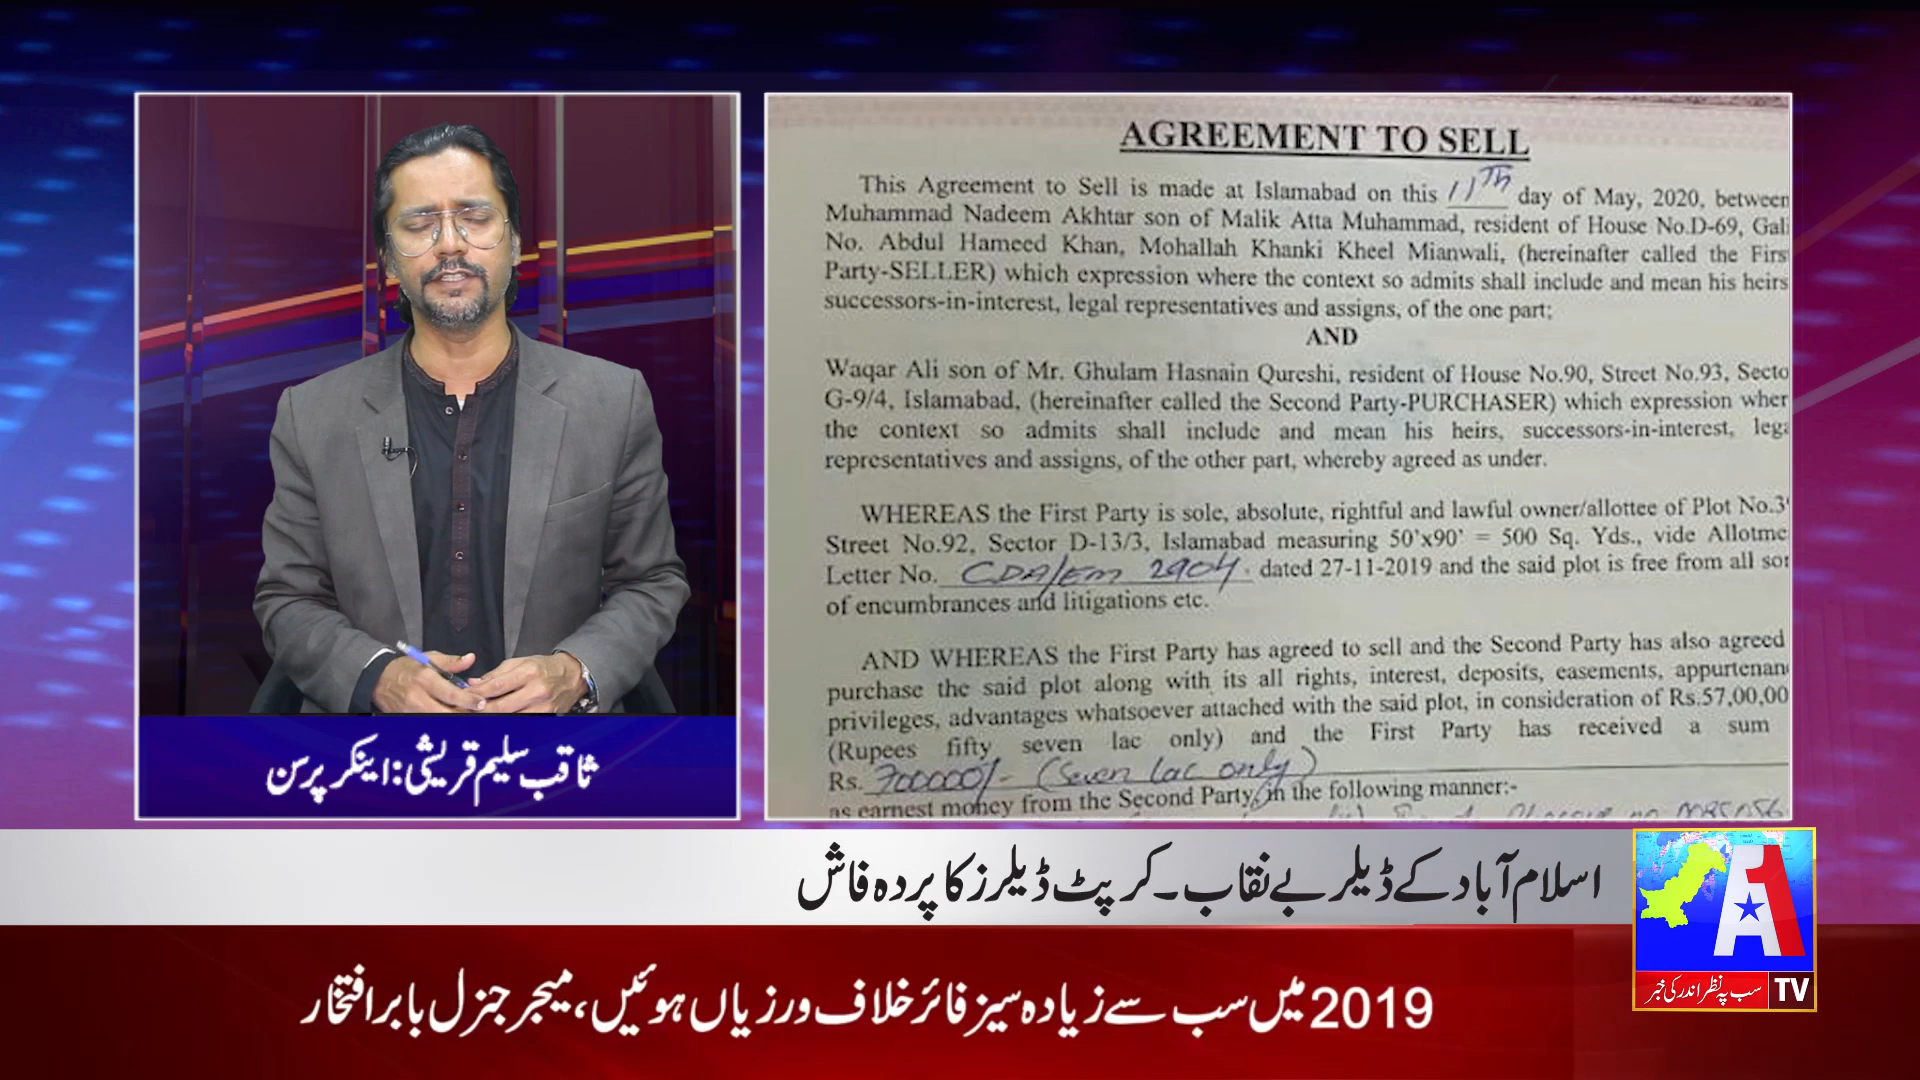 AGREEMENT TO SELL
This Agreement to Sell is made at Islamabad on this 11Th day of May, 2020, between
Muhammad Nadeem Akhtar son of Malik Atta Muhammad, resident of House No.D-69, Gali
No. Abdul Hameed Khan, Mohallah Khanki Kheel Mianwali, (hereinafter called the Firs
Party-SELLER) which expression where the context so admits shall include and mean his heirs
successors-in-interest, legal representatives and assigns, of the one part;
AND
Waqar Ali son of Mr. Ghulam Hasnain Qureshi, resident of House No.90, Street No.93, Secto
G-9/4, Islamabad, (hereinafter called the Second Party-PURCHASER) which expression wher
the context so admits shall include and mean his heirs, successors-in-interest, lega
representatives and assigns, of the other part, whereby agreed as under.
WHEREAS the First Party is sole, absolute, rightful and lawful owner/allottee of Plot No.3
Street No.92, Sector D-13/3, Islamabad measuring 50'x90' = 500 Sq. Yds., vide Allotme
Letter No. CDA/EM 2904 dated 27-11-2019 and the said plot is free from all sor
of encumbrances and litigations etc.
AND WHEREAS the First Party has agreed to sell and the Second Party has also agreed
purchase the said plot along with its all rights, interest, deposits, easements, appurtenan
privileges, advantages whatsoever attached with the said plot, in consideration of Rs.57,00,00
(Rupees fifty seven lac only) and the First Party has received a sum
Rs. 700000/- (Seven lac only)
as earnest money from the Second Party, in the following manner:-
ثاقب سلیم قریشی: اینکر پرسن
اسلام آباد کے ڈیلر بے نقاب۔ کرپٹ ڈیلرز کا پردہ فاش
2019 میں سب سے زیادہ سیز فائر خلاف ورزیاں ہوئیں، میجر جنرل بابر افتخار
A1
سب پہ نظر اندر کی خبر TV